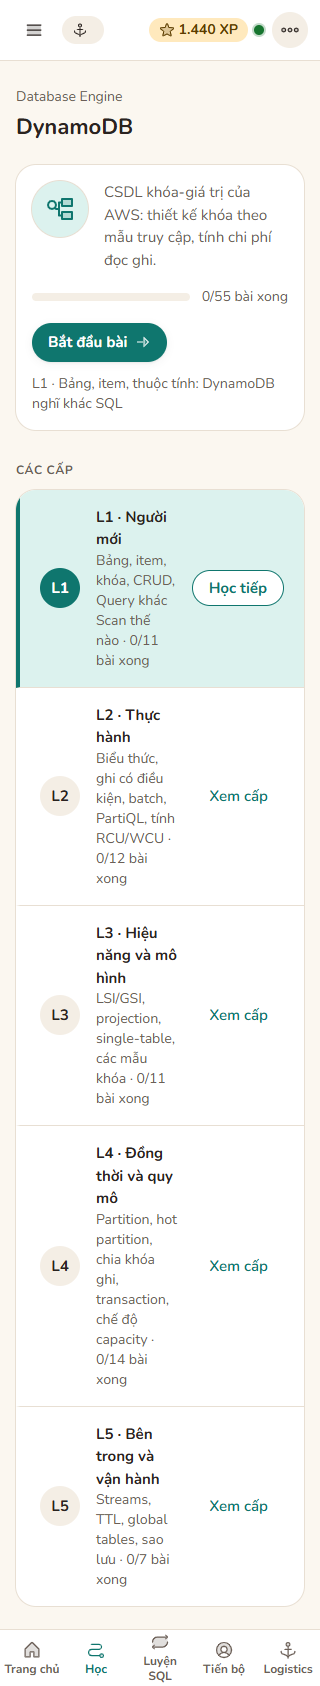 1.440 XP
Database Engine
DynamoDB
CSDL khóa-giá trị của
AWS: thiết kế khóa theo
mẫu truy cập, tính chi phí
đọc ghi.
0/55 bài xong
Bắt đầu bài
L1 · Bảng, item, thuộc tính: DynamoDB
nghĩ khác SQL
CÁC CẤP
L1
L1 · Người
mới
Bảng, item,
khóa, CRUD,
Query khác
Scan thế
nào · 0/11
bài xong
Học tiếp
L2
L2 · Thực
hành
Biểu thức,
ghi có điều
kiện, batch,
PartiQL, tính
RCU/WCU ·
0/12 bài
xong
Xem cấp
L3
L3 · Hiệu
năng và mô
hình
LSI/GSI,
projection,
single-table,
các mẫu
khóa · 0/11
bài xong
Xem cấp
L4
L4 · Đồng
thời và quy
mô
Partition, hot
partition,
chia khóa
ghi,
transaction,
chế độ
capacity ·
0/14 bài
xong
Xem cấp
L5
L5 · Bên
trong và
vận hành
Streams,
TTL, global
tables, sao
lưu · 0/7 bài
xong
Xem cấp
Trang chủ
Học
Luyện
SQL
Tiến bộ
Logistics